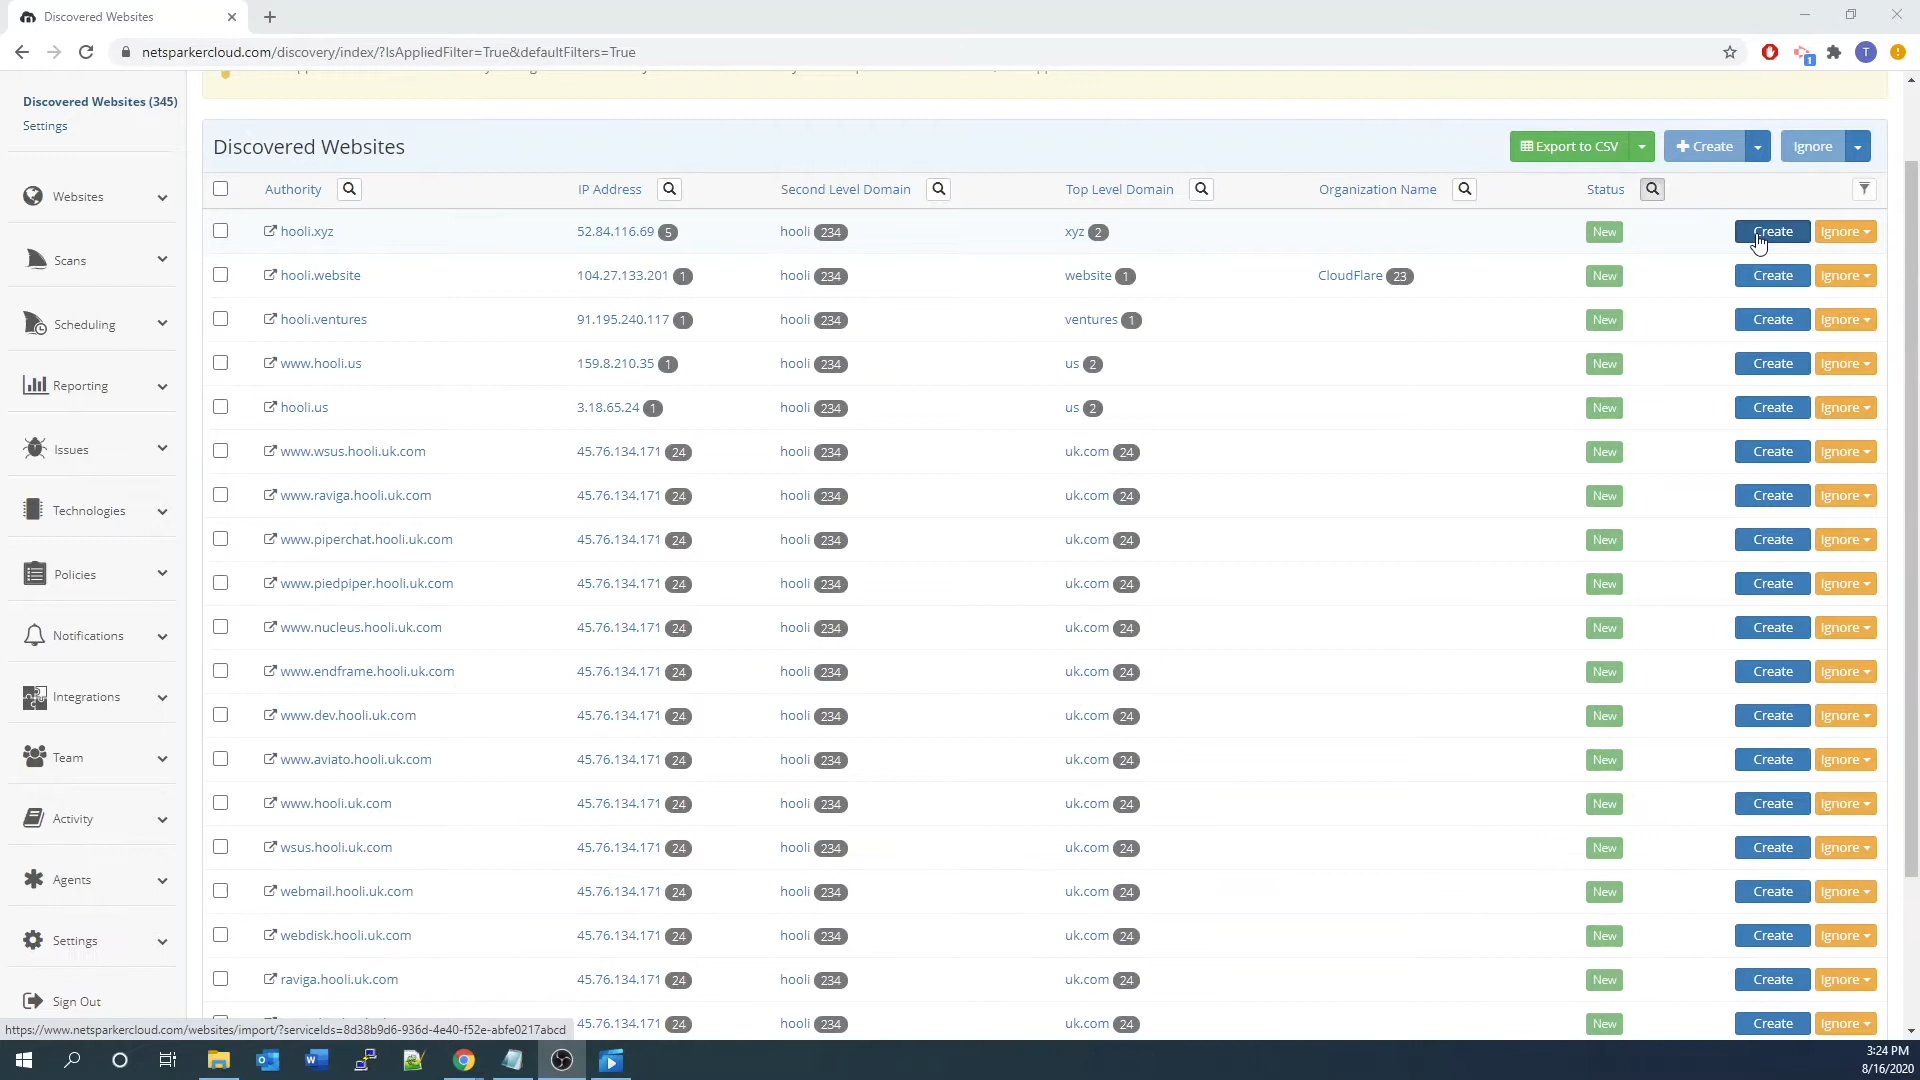 Discovered Websites
netsparkercloud.com/discovery/index/?IsAppliedFilter=True&defaultFilters=True
1
T
Discovered Websites (345)
Settings
Websites
Scans
Scheduling
Reporting
Issues
Technologies
Policies
Notifications
Integrations
Team
Activity
Agents
Settings
Sign Out
Discovered Websites
Export to CSV
+ Create
Ignore
Authority IP Address Second Level Domain Top Level Domain Organization Name Status
hooli.xyz 52.84.116.69 5 hooli 234 xyz 2 New Create Ignore
hooli.website 104.27.133.201 1 hooli 234 website 1 CloudFlare 23 New Create Ignore
hooli.ventures 91.195.240.117 1 hooli 234 ventures 1 New Create Ignore
www.hooli.us 159.8.210.35 1 hooli 234 us 2 New Create Ignore
hooli.us 3.18.65.24 1 hooli 234 us 2 New Create Ignore
www.wsus.hooli.uk.com 45.76.134.171 24 hooli 234 uk.com 24 New Create Ignore
www.raviga.hooli.uk.com 45.76.134.171 24 hooli 234 uk.com 24 New Create Ignore
www.piperchat.hooli.uk.com 45.76.134.171 24 hooli 234 uk.com 24 New Create Ignore
www.piedpiper.hooli.uk.com 45.76.134.171 24 hooli 234 uk.com 24 New Create Ignore
www.nucleus.hooli.uk.com 45.76.134.171 24 hooli 234 uk.com 24 New Create Ignore
www.endframe.hooli.uk.com 45.76.134.171 24 hooli 234 uk.com 24 New Create Ignore
www.dev.hooli.uk.com 45.76.134.171 24 hooli 234 uk.com 24 New Create Ignore
www.aviato.hooli.uk.com 45.76.134.171 24 hooli 234 uk.com 24 New Create Ignore
www.hooli.uk.com 45.76.134.171 24 hooli 234 uk.com 24 New Create Ignore
wsus.hooli.uk.com 45.76.134.171 24 hooli 234 uk.com 24 New Create Ignore
webmail.hooli.uk.com 45.76.134.171 24 hooli 234 uk.com 24 New Create Ignore
webdisk.hooli.uk.com 45.76.134.171 24 hooli 234 uk.com 24 New Create Ignore
raviga.hooli.uk.com 45.76.134.171 24 hooli 234 uk.com 24 New Create Ignore
45.76.134.171 24 hooli 234 uk.com 24 New Create Ignore
https://www.netsparkercloud.com/websites/import/?serviceIds=8d38b9d6-936d-4e40-f52e-abfe0217abcd
3:24 PM
8/16/2020